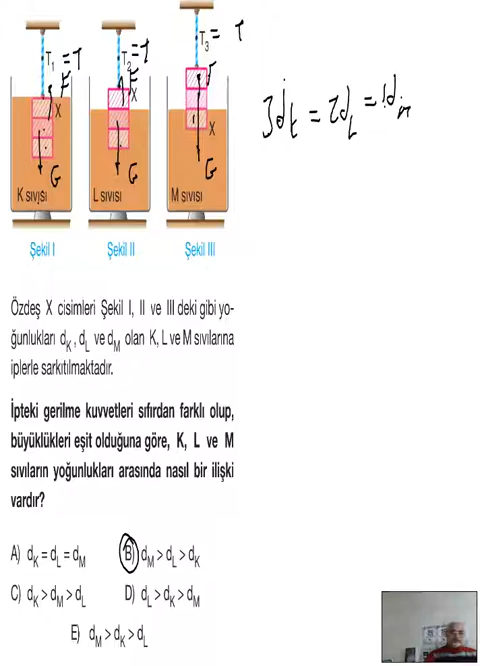 T₁ = T
T₂ = T
T₃ = T
F
F
F
X
X
X
G
G
G
3dₖ = 2d_L = 1dₘ
K sıvısı
L sıvısı
M sıvısı
Şekil I
Şekil II
Şekil III
Özdeş X cisimleri Şekil I, II ve III deki gibi yo-
ğunlukları d_K, d_L ve d_M olan K, L ve M sıvılarına
iplerle sarkıtılmaktadır.
İpteki gerilme kuvvetleri sıfırdan farklı olup,
büyüklükleri eşit olduğuna göre, K, L ve M
sıvıların yoğunlukları arasında nasıl bir ilişki
vardır?
A) d_K = d_L = d_M
B) d_M > d_L > d_K
C) d_K > d_M > d_L
D) d_L > d_K > d_M
E) d_M > d_K > d_L